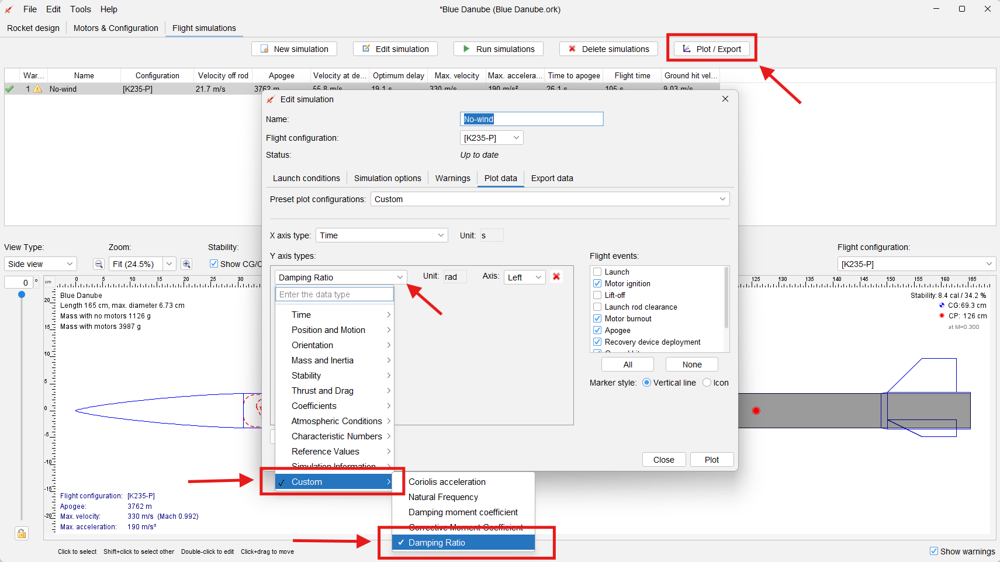 File Edit Tools Help
*Blue Danube (Blue Danube.ork)
Rocket design Motors & Configuration Flight simulations
New simulation Edit simulation Run simulations Delete simulations Plot / Export
War... Name Configuration Velocity off rod Apogee Velocity at de... Optimum delay Max. velocity Max. accelera... Time to apogee Flight time Ground hit vel...
1 No-wind [K235-P] 21.7 m/s 3762 m 55.8 m/s 19.1 s 330 m/s 190 m/s² 26.1 s 105 s 9.03 m/s
Edit simulation
Name: No-wind
Flight configuration: [K235-P]
Status: Up to date
Launch conditions Simulation options Warnings Plot data Export data
Preset plot configurations: Custom
X axis type: Time Unit: s
Y axis types:
Damping Ratio Unit: rad Axis: Left
Enter the data type
Time
Position and Motion
Orientation
Mass and Inertia
Stability
Thrust and Drag
Coefficients
Atmospheric Conditions
Characteristic Numbers
Reference Values
Simulation Information
Custom
Coriolis acceleration
Natural Frequency
Damping moment coefficient
Corrective Moment Coefficient
Damping Ratio
Flight events:
Launch
Motor ignition
Lift-off
Launch rod clearance
Motor burnout
Apogee
Recovery device deployment
All None
Marker style: Vertical line Icon
Close Plot
View Type: Zoom: Stability:
Side view Fit (24.5%) Show CG/C
Flight configuration:
[K235-P]
0 °
cm 0 5 10 15 20 25 30
125 130 135 140 145 150 155 160 165
20
15
10
5
0
-5
-10
-15
-20
Blue Danube
Length 165 cm, max. diameter 6.73 cm
Mass with no motors 1126 g
Mass with motors 3987 g
Stability: 8.4 cal / 34.2 %
CG: 69.3 cm
CP: 126 cm
at M=0.300
Flight configuration: [K235-P]
Apogee: 3762 m
Max. velocity: 330 m/s (Mach 0.992)
Max. acceleration: 190 m/s²
Click to select Shift+click to select other Double-click to edit Click+drag to move
Show warnings